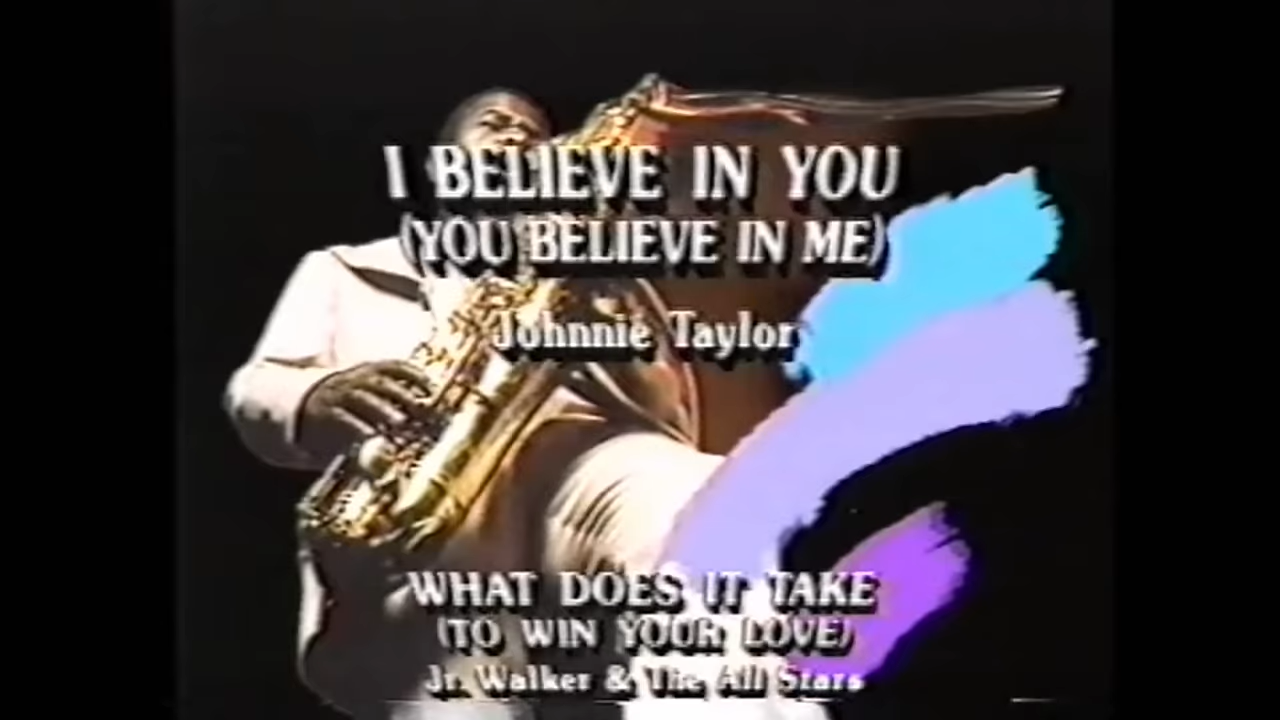 I BELIEVE IN YOU
(YOU BELIEVE IN ME)
Johnnie Taylor
WHAT DOES IT TAKE
(TO WIN YOUR LOVE)
Jr. Walker & The All Stars